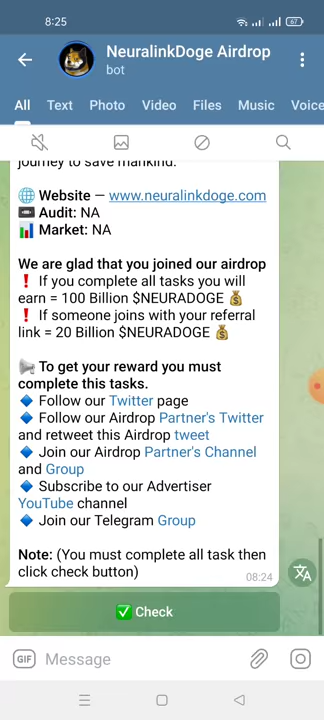 8:25
67
NeuralinkDoge Airdrop
bot
All Text Photo Video Files Music Voice
journey to save mankind.
🌐 Website — www.neuralinkdoge.com
📼 Audit: NA
📊 Market: NA
We are glad that you joined our airdrop
❗ If you complete all tasks you will
earn = 100 Billion $NEURADOGE 💰
❗ If someone joins with your referral
link = 20 Billion $NEURADOGE 💰
📢 To get your reward you must
complete this tasks.
🔷 Follow our Twitter page
🔷 Follow our Airdrop Partner's Twitter
and retweet this Airdrop tweet
🔷 Join our Airdrop Partner's Channel
and Group
🔷 Subscribe to our Advertiser
YouTube channel
🔷 Join our Telegram Group
Note: (You must complete all task then
click check button)
08:24
✅ Check
GIF Message